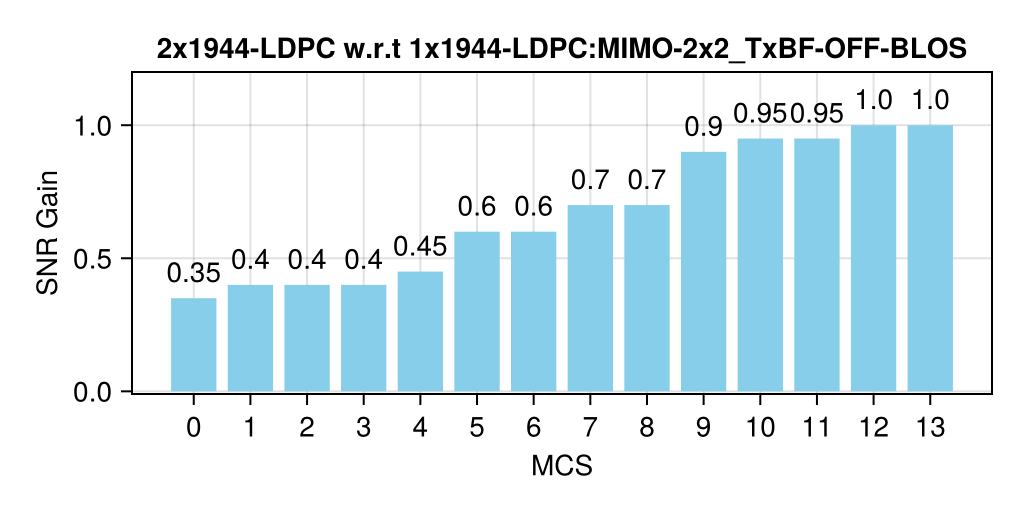 2x1944-LDPC w.r.t 1x1944-LDPC:MIMO-2x2_TxBF-OFF-BLOS
SNR Gain
1.0
0.5
0.0
0.35 0.4 0.4 0.4 0.45 0.6 0.6 0.7 0.7 0.9 0.95 0.95 1.0 1.0
0 1 2 3 4 5 6 7 8 9 10 11 12 13
MCS